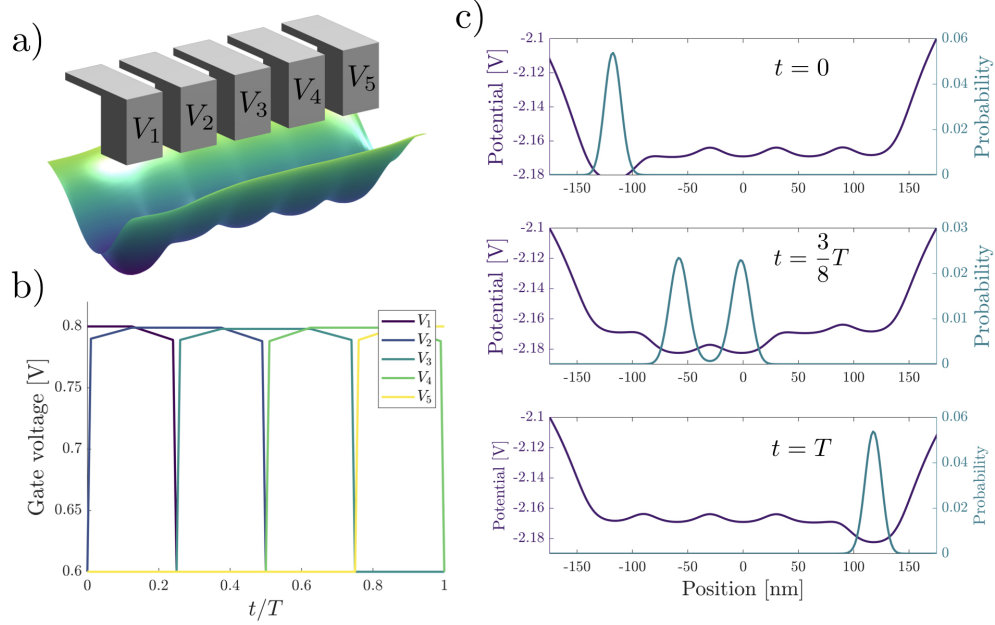 a)
V₁
V₂
V₃
V₄
V₅
b)
Gate voltage [V]
0.8
0.75
0.7
0.65
0.6
0
0.2
0.4
0.6
0.8
1
t/T
V₁
V₂
V₃
V₄
V₅
c)
Potential [V]
-2.1
-2.12
-2.14
-2.16
-2.18
t = 0
0.06
0.04
0.02
0
Probability
-150 -100 -50 0 50 100 150
Potential [V]
-2.1
-2.12
-2.14
-2.16
-2.18
t = 3/8 T
0.03
0.02
0.01
0
Probability
-150 -100 -50 0 50 100 150
Potential [V]
-2.1
-2.12
-2.14
-2.16
-2.18
t = T
0.06
0.04
0.02
0
Probability
-150 -100 -50 0 50 100 150
Position [nm]